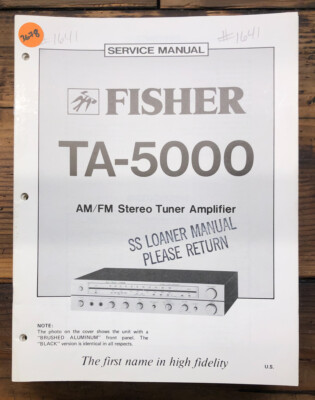 7678
1641
#1641
SERVICE MANUAL
FISHER
TA-5000
AM/FM Stereo Tuner Amplifier
SS LOANER MANUAL
PLEASE RETURN
NOTE:
The photo on the cover shows the unit with a
"BRUSHED ALUMINUM" front panel. The
"BLACK" version is identical in all respects.
The first name in high fidelity
U.S.